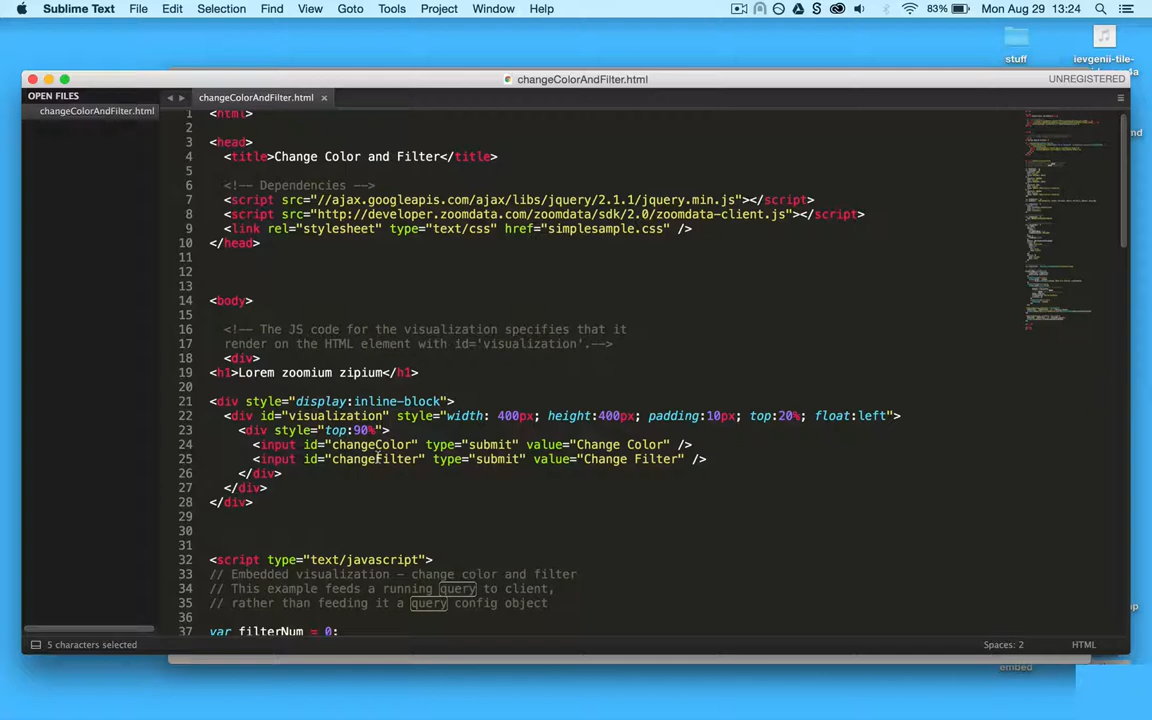 Sublime Text File Edit Selection Find View Goto Tools Project Window Help 83% Mon Aug 29 13:24
stuff
ievgenii-tile-
changeColorAndFilter.html UNREGISTERED
OPEN FILES
changeColorAndFilter.html
changeColorAndFilter.html ×
1 <html>
2
3 <head>
4 <title>Change Color and Filter</title>
5
6 <!-- Dependencies -->
7 <script src="//ajax.googleapis.com/ajax/libs/jquery/2.1.1/jquery.min.js"></script>
8 <script src="http://developer.zoomdata.com/zoomdata/sdk/2.0/zoomdata-client.js"></script>
9 <link rel="stylesheet" type="text/css" href="simplesample.css" />
10 </head>
11
12
13
14 <body>
15
16 <!-- The JS code for the visualization specifies that it
17 render on the HTML element with id='visualization'.-->
18 <div>
19 <h1>Lorem zoomium zipium</h1>
20
21 <div style="display:inline-block">
22 <div id="visualization" style="width: 400px; height:400px; padding:10px; top:20%; float:left">
23 <div style="top:90%">
24 <input id="changeColor" type="submit" value="Change Color" />
25 <input id="changeFilter" type="submit" value="Change Filter" />
26 </div>
27 </div>
28 </div>
29
30
31
32 <script type="text/javascript">
33 // Embedded visualization - change color and filter
34 // This example feeds a running query to client,
35 // rather than feeding it a query config object
36
37 var filterNum = 0;
5 characters selected Spaces: 2 HTML
embed